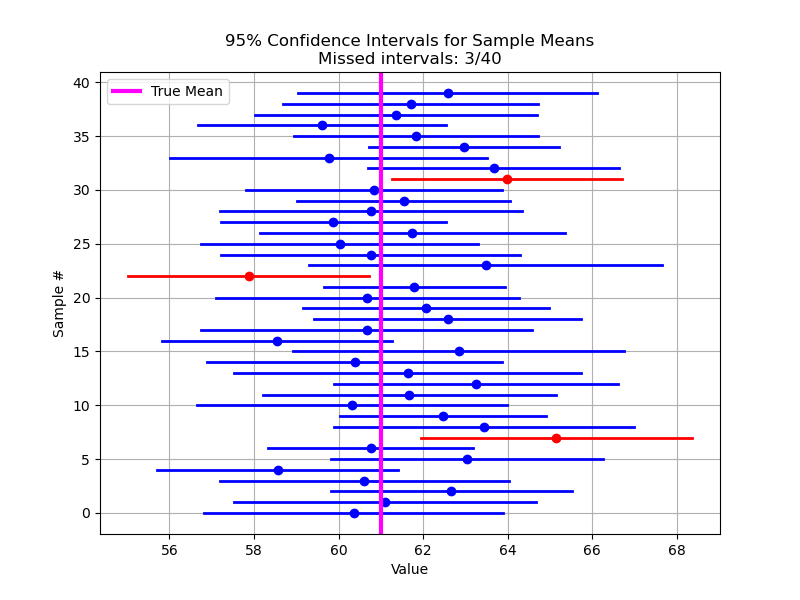 95% Confidence Intervals for Sample Means
Missed intervals: 3/40
True Mean
40
35
30
25
20
15
10
5
0
Sample #
56 58 60 62 64 66 68
Value